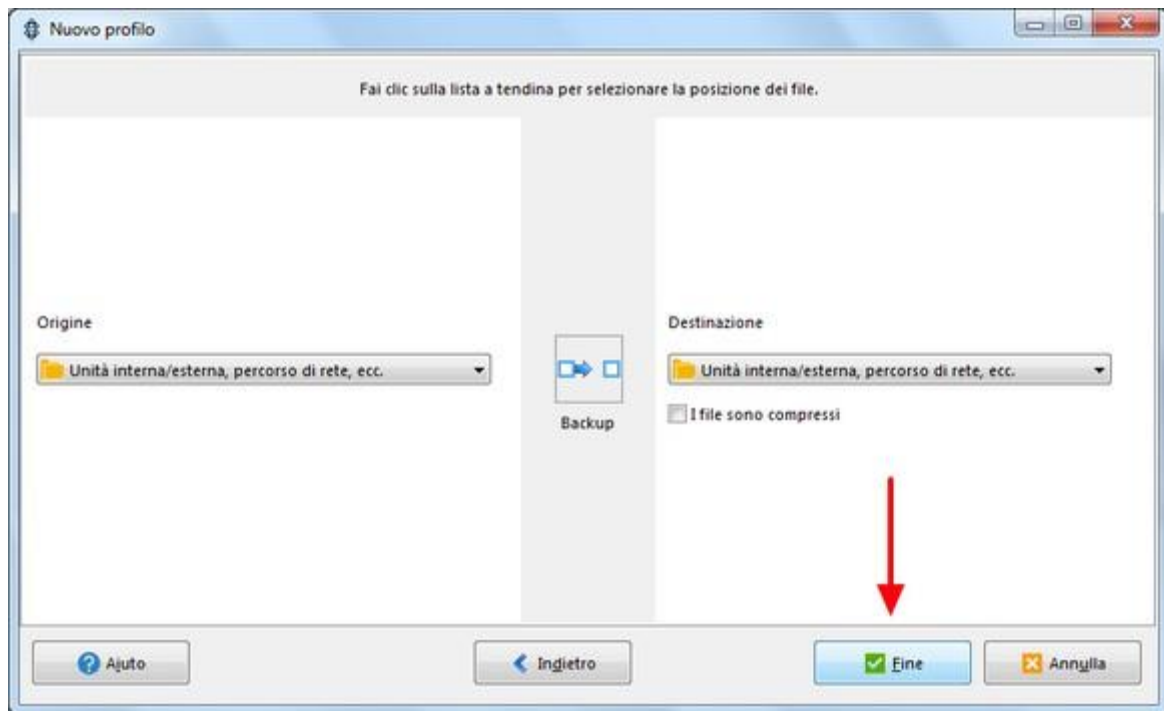 Nuovo profilo
Fai clic sulla lista a tendina per selezionare la posizione dei file.
Origine
Unità interna/esterna, percorso di rete, ecc.
Backup
Destinazione
Unità interna/esterna, percorso di rete, ecc.
I file sono compressi
Aiuto
Indietro
Fine
Annulla